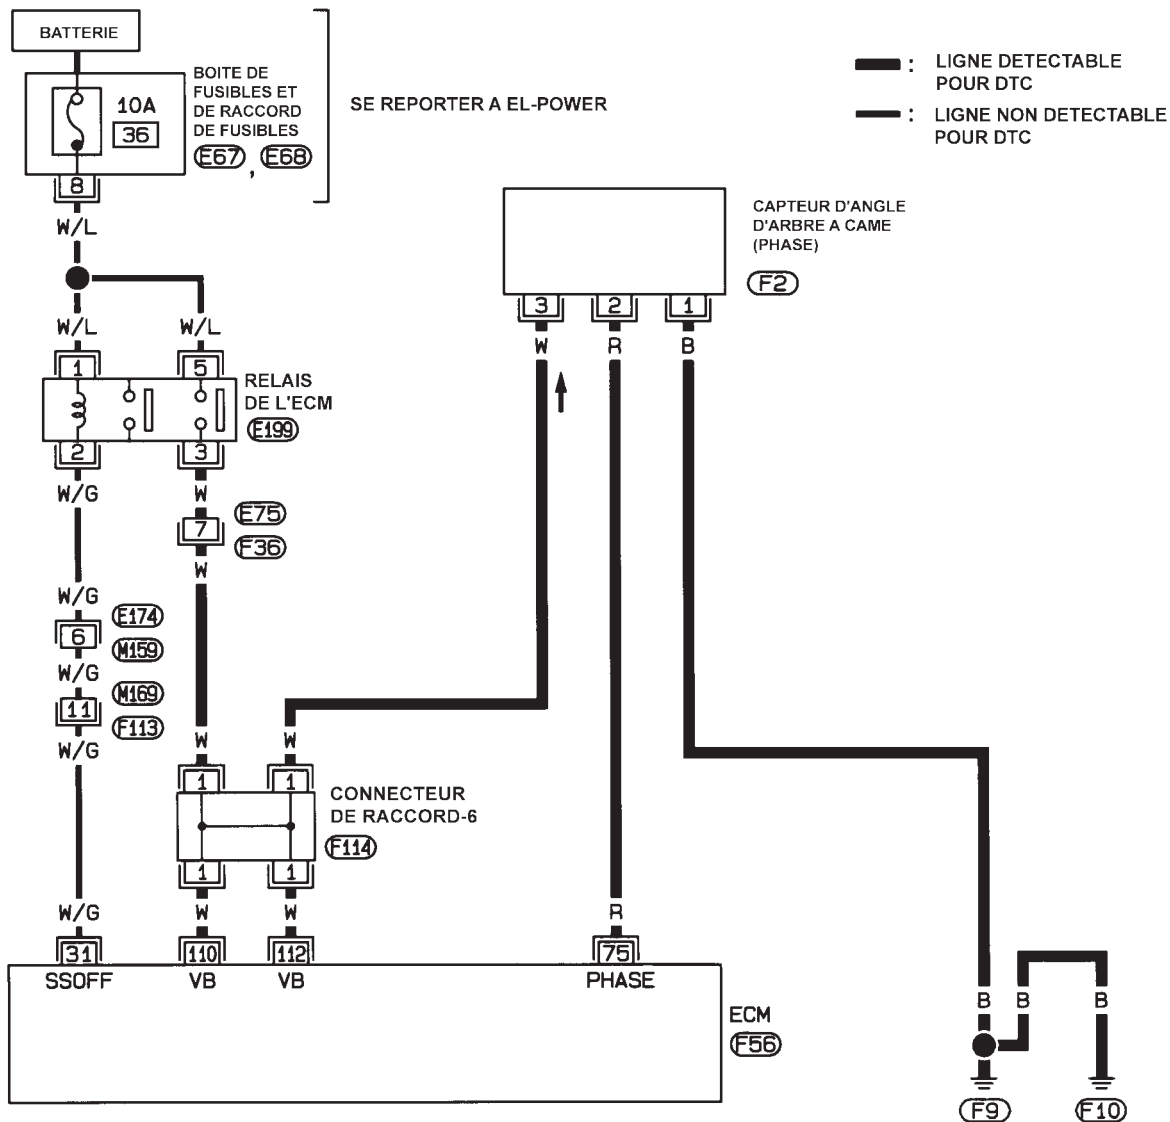 BATTERIE
10A
36
BOITE DE
FUSIBLES ET
DE RACCORD
DE FUSIBLES
E67 , E68
SE REPORTER A EL-POWER
: LIGNE DETECTABLE
POUR DTC
: LIGNE NON DETECTABLE
POUR DTC
8
W/L
W/L W/L
1 5
RELAIS
DE L'ECM
E199
2 3
W/G W
7
E75
F36
W
W/G
6
E174
M159
W/G
11
M169
F113
W/G
CAPTEUR D'ANGLE
D'ARBRE A CAME
(PHASE)
F2
3 2 1
W R B
W W
1 1
CONNECTEUR
DE RACCORD-6
F114
1 1
W/G W W R
31 110 112 75
SSOFF VB VB PHASE
ECM
F56
B B B
F9 F10